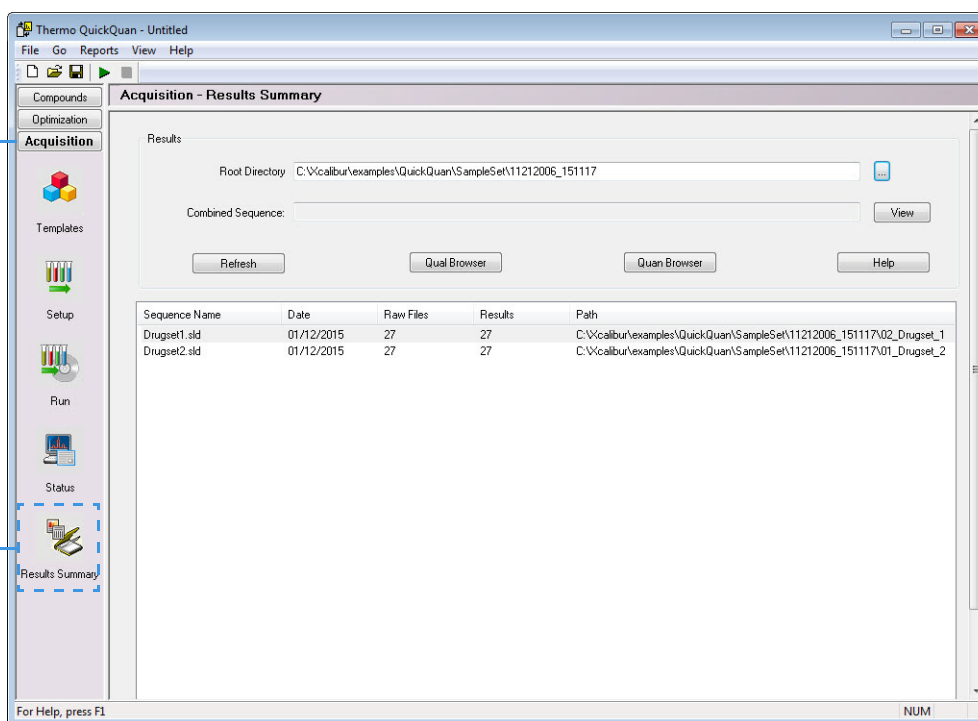 Thermo QuickQuan - Untitled
File Go Reports View Help
Compounds
Optimization
Acquisition
Templates
Setup
Run
Status
Results Summary
Acquisition - Results Summary
Results
Root Directory C:\Xcalibur\examples\QuickQuan\SampleSet\11212006_151117 ...
Combined Sequence: View
Refresh Qual Browser Quan Browser Help
Sequence Name Date Raw Files Results Path
Drugset1.sld 01/12/2015 27 27 C:\Xcalibur\examples\QuickQuan\SampleSet\11212006_151117\02_Drugset_1
Drugset2.sld 01/12/2015 27 27 C:\Xcalibur\examples\QuickQuan\SampleSet\11212006_151117\01_Drugset_2
For Help, press F1 NUM